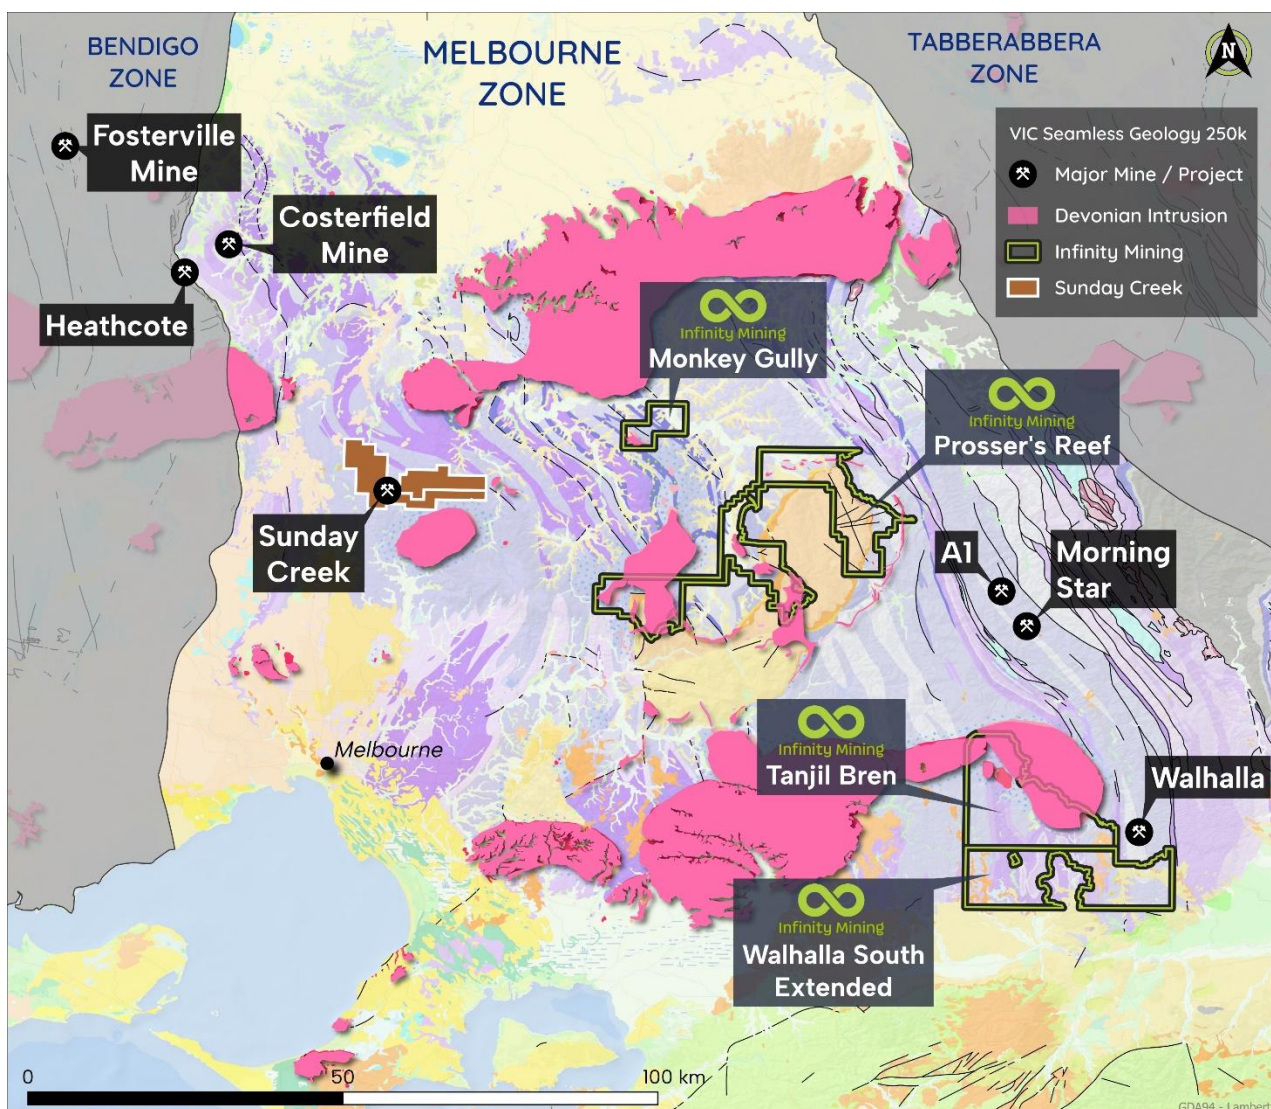 BENDIGO
ZONE
MELBOURNE
ZONE
TABBERABBERA
ZONE
N
Fosterville
Mine
VIC Seamless Geology 250k
Major Mine / Project
Devonian Intrusion
Infinity Mining
Sunday Creek
Costerfield
Mine
Heathcote
Infinity Mining
Monkey Gully
Infinity Mining
Prosser's Reef
Sunday
Creek
A1
Morning
Star
Melbourne
Infinity Mining
Tanjil Bren
Walhalla
Infinity Mining
Walhalla South
Extended
0
50
100 km
GDA94 - Lambert